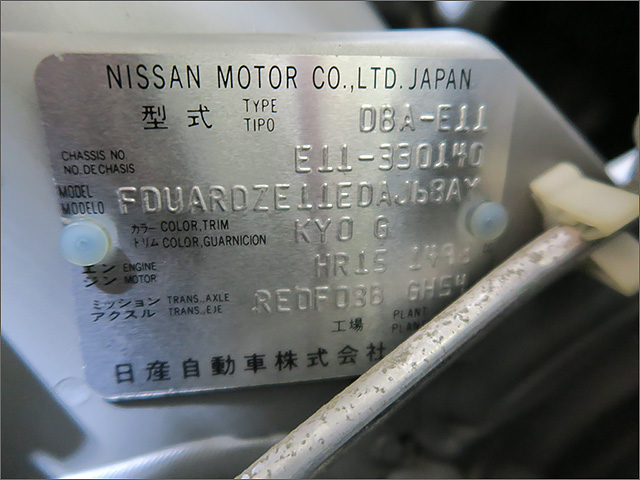 NISSAN MOTOR CO.,LTD. JAPAN
型式 TYPE TIPO DBA-E11
CHASSIS NO
NO. DE CHASIS E11-330140
MODEL
MODELO FDUARDZE11EDAJ68AY
カラー COLOR,TRIM
トリム COLOR,GUARNICION KY0 G
エン ENGINE
ジン MOTOR HR15 1498
ミッション TRANS.,AXLE
アクスル TRANS.,EJE RE0F08B GH54
工場 PLANT
日産自動車株式会社